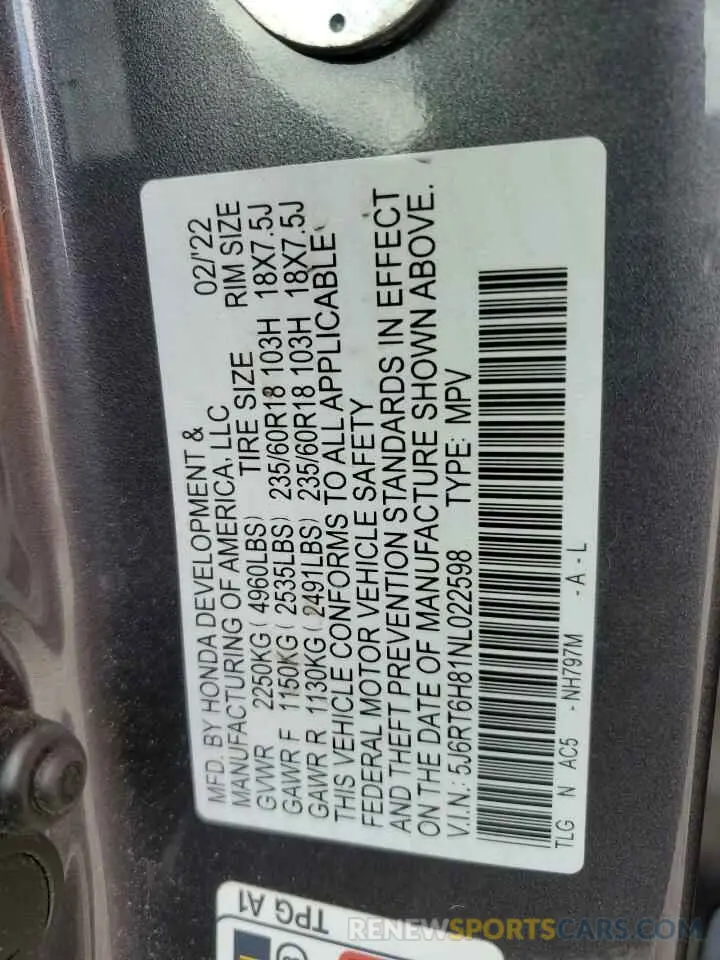 MFD. BY HONDA DEVELOPMENT & 02/'22
MANUFACTURING OF AMERICA, LLC
TIRE SIZE RIM SIZE
GVWR 2250KG ( 4960LBS)
GAWR F 1150KG ( 2535LBS) 235/60R18 103H 18X7.5J
GAWR R 1130KG ( 2491LBS) 235/60R18 103H 18X7.5J
THIS VEHICLE CONFORMS TO ALL APPLICABLE
FEDERAL MOTOR VEHICLE SAFETY
AND THEFT PREVENTION STANDARDS IN EFFECT
ON THE DATE OF MANUFACTURE SHOWN ABOVE.
V.I.N.: 5J6RT6H81NL022598 TYPE: MPV
TLG N AC5 -NH797M -A-L
TPG A1
RENEWSPORTSCARS.COM